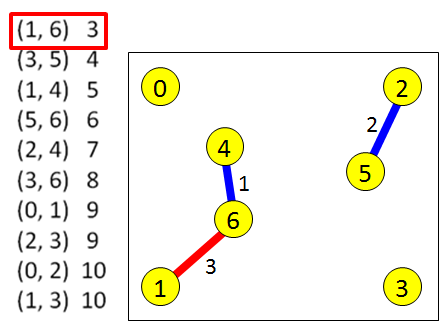 (1, 6) 3
(3, 5) 4
(1, 4) 5
(5, 6) 6
(2, 4) 7
(3, 6) 8
(0, 1) 9
(2, 3) 9
(0, 2) 10
(1, 3) 10
0
2
2
4
5
1
6
3
1
3